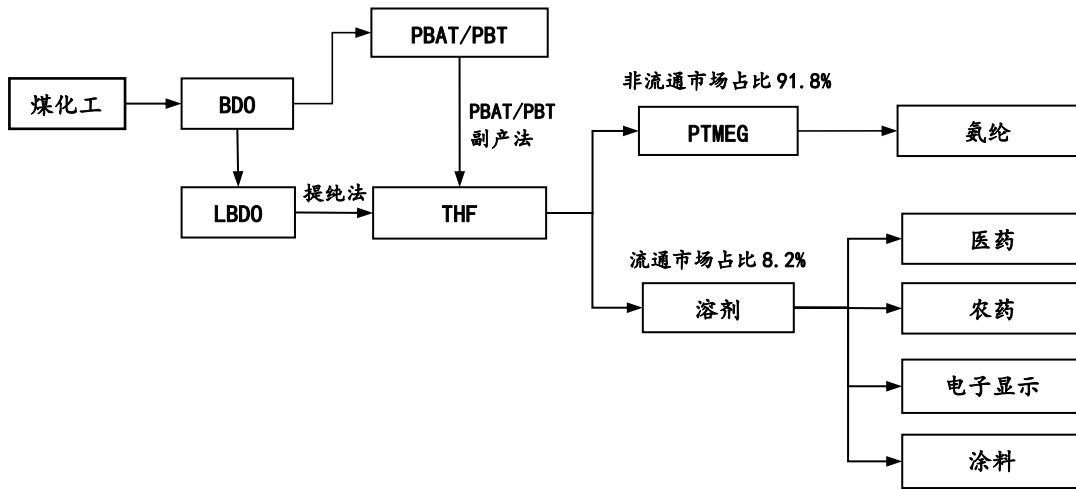 PBAT/PBT
煤化工
BDO
PBAT/PBT
副产法
LBDO
提纯法
THF
非流通市场占比91.8%
PTMEG
氨纶
流通市场占比8.2%
溶剂
医药
农药
电子显示
涂料